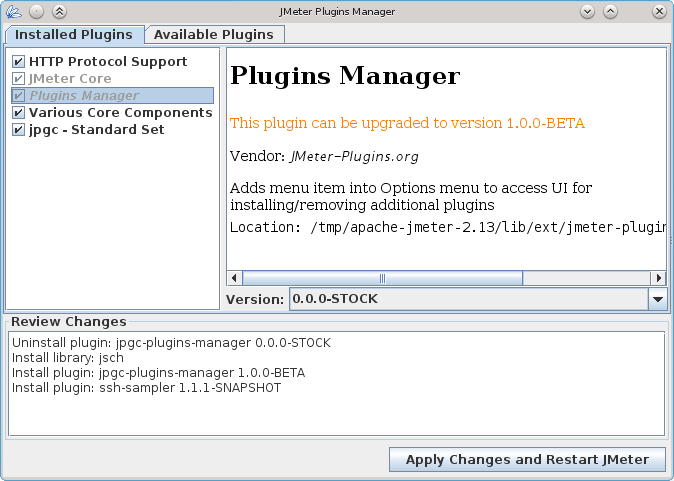 JMeter Plugins Manager
Installed Plugins
Available Plugins
HTTP Protocol Support
JMeter Core
Plugins Manager
Various Core Components
jpgc - Standard Set
Plugins Manager
This plugin can be upgraded to version 1.0.0-BETA
Vendor: JMeter-Plugins.org
Adds menu item into Options menu to access UI for
installing/removing additional plugins
Location: /tmp/apache-jmeter-2.13/lib/ext/jmeter-plugin
Version: 0.0.0-STOCK
Review Changes
Uninstall plugin: jpgc-plugins-manager 0.0.0-STOCK
Install library: jsch
Install plugin: jpgc-plugins-manager 1.0.0-BETA
Install plugin: ssh-sampler 1.1.1-SNAPSHOT
Apply Changes and Restart JMeter